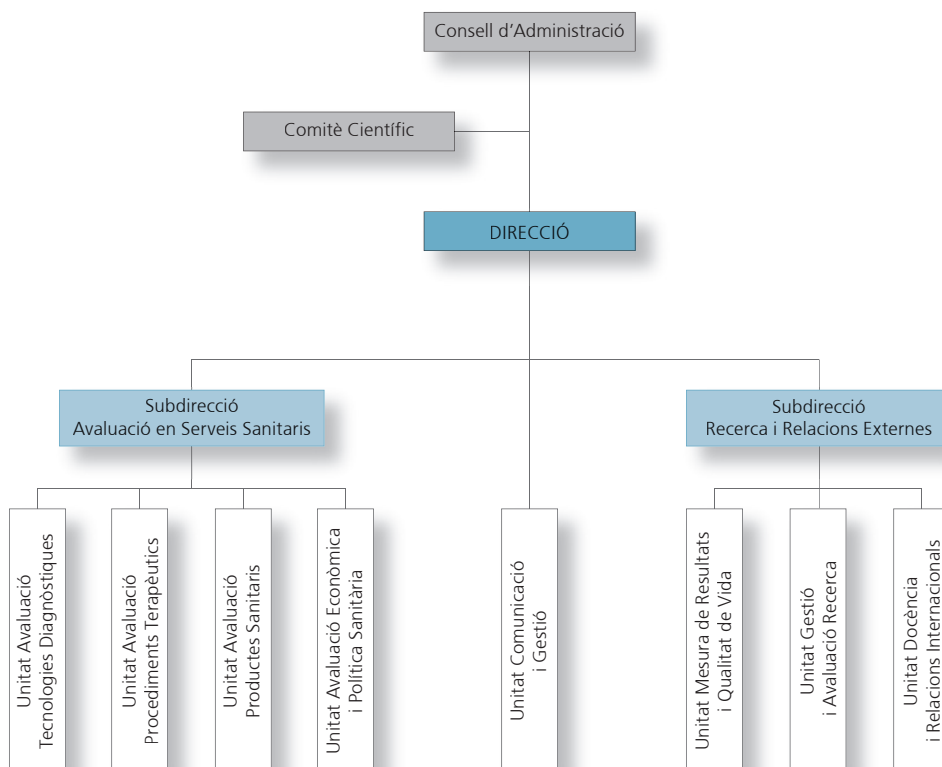 Consell d'Administració
Comitè Científic
DIRECCIÓ
Subdirecció
Avaluació en Serveis Sanitaris
Subdirecció
Recerca i Relacions Externes
Unitat Avaluació
Tecnologies Diagnòstiques
Unitat Avaluació
Procediments Terapèutics
Unitat Avaluació
Productes Sanitaris
Unitat Avaluació Econòmica
i Política Sanitària
Unitat Comunicació
i Gestió
Unitat Mesura de Resultats
i Qualitat de Vida
Unitat Gestió
i Avaluació Recerca
Unitat Docència
i Relacions Internacionals